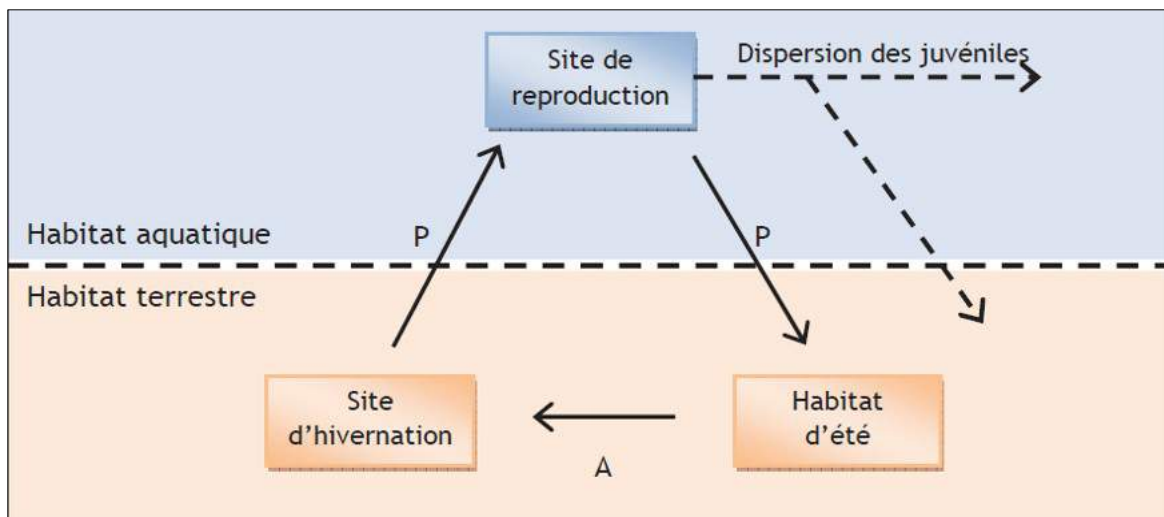 Site de
reproduction
Dispersion des juvéniles
Habitat aquatique
P
P
Habitat terrestre
Site
d'hivernation
Habitat
d'été
A